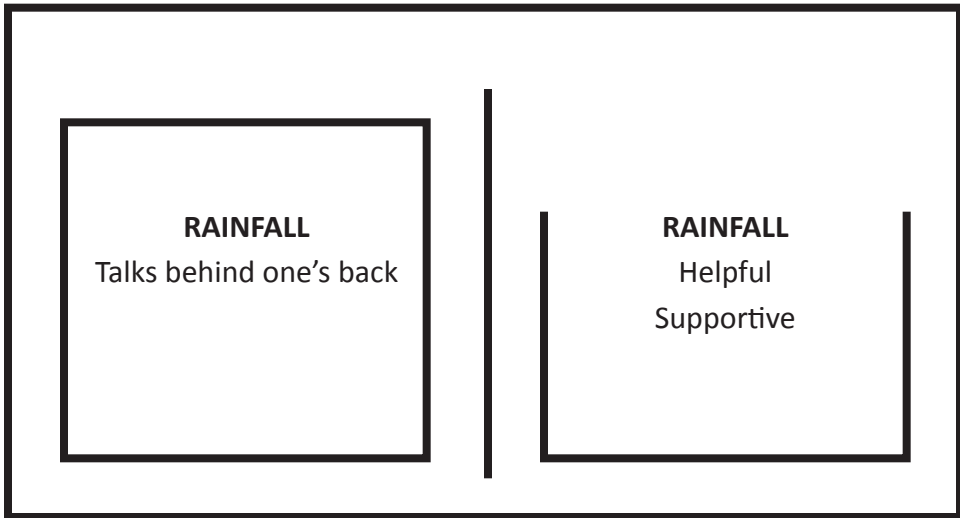 RAINFALL
Talks behind one’s back
RAINFALL
Helpful
Supportive